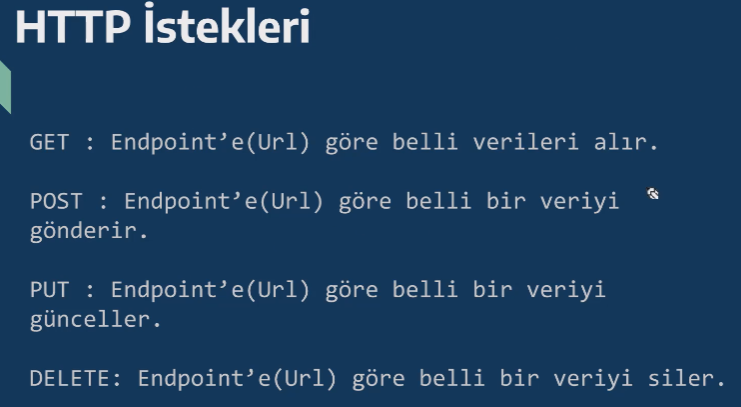 HTTP İstekleri
GET : Endpoint’e(Url) göre belli verileri alır.
POST : Endpoint’e(Url) göre belli bir veriyi
gönderir.
PUT : Endpoint’e(Url) göre belli bir veriyi
günceller.
DELETE: Endpoint’e(Url) göre belli bir veriyi siler.